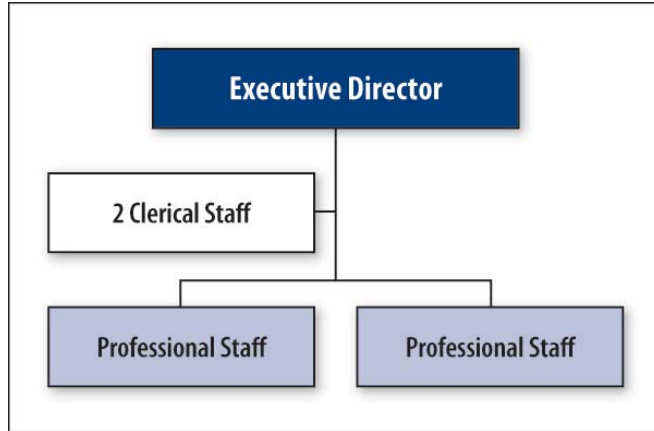 Executive Director
2 Clerical Staff
Professional Staff
Professional Staff